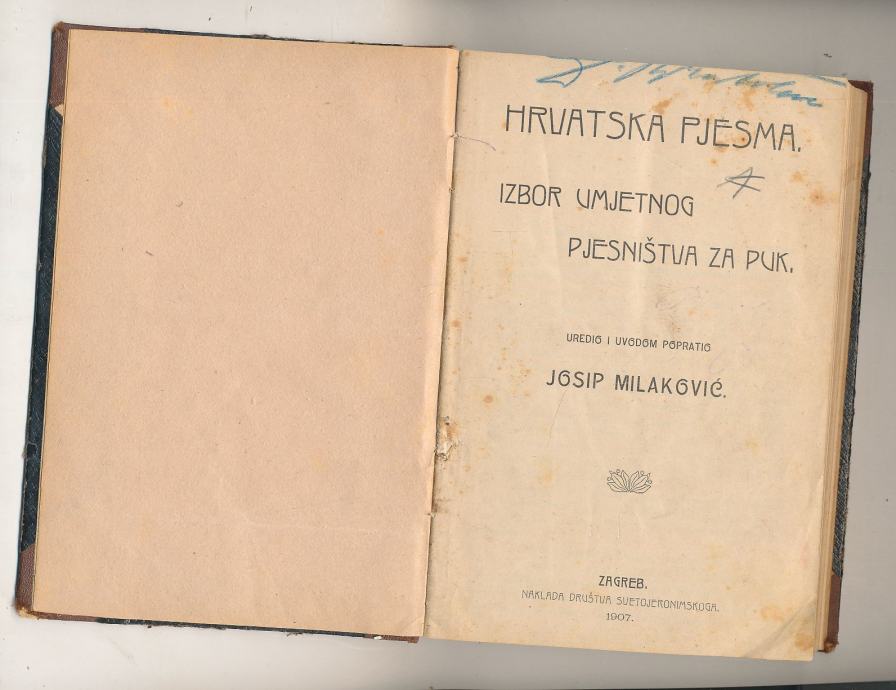 HRVATSKA PJESMA.
IZBOR UMJETNOG
PJESNIŠTVA ZA PUK.
UREDIO I UVODOM POPRATIO
JOSIP MILAKOVIĆ.
ZAGREB.
NAKLADA DRUŠTVA SVETOJERONIMSKOGA.
1907.